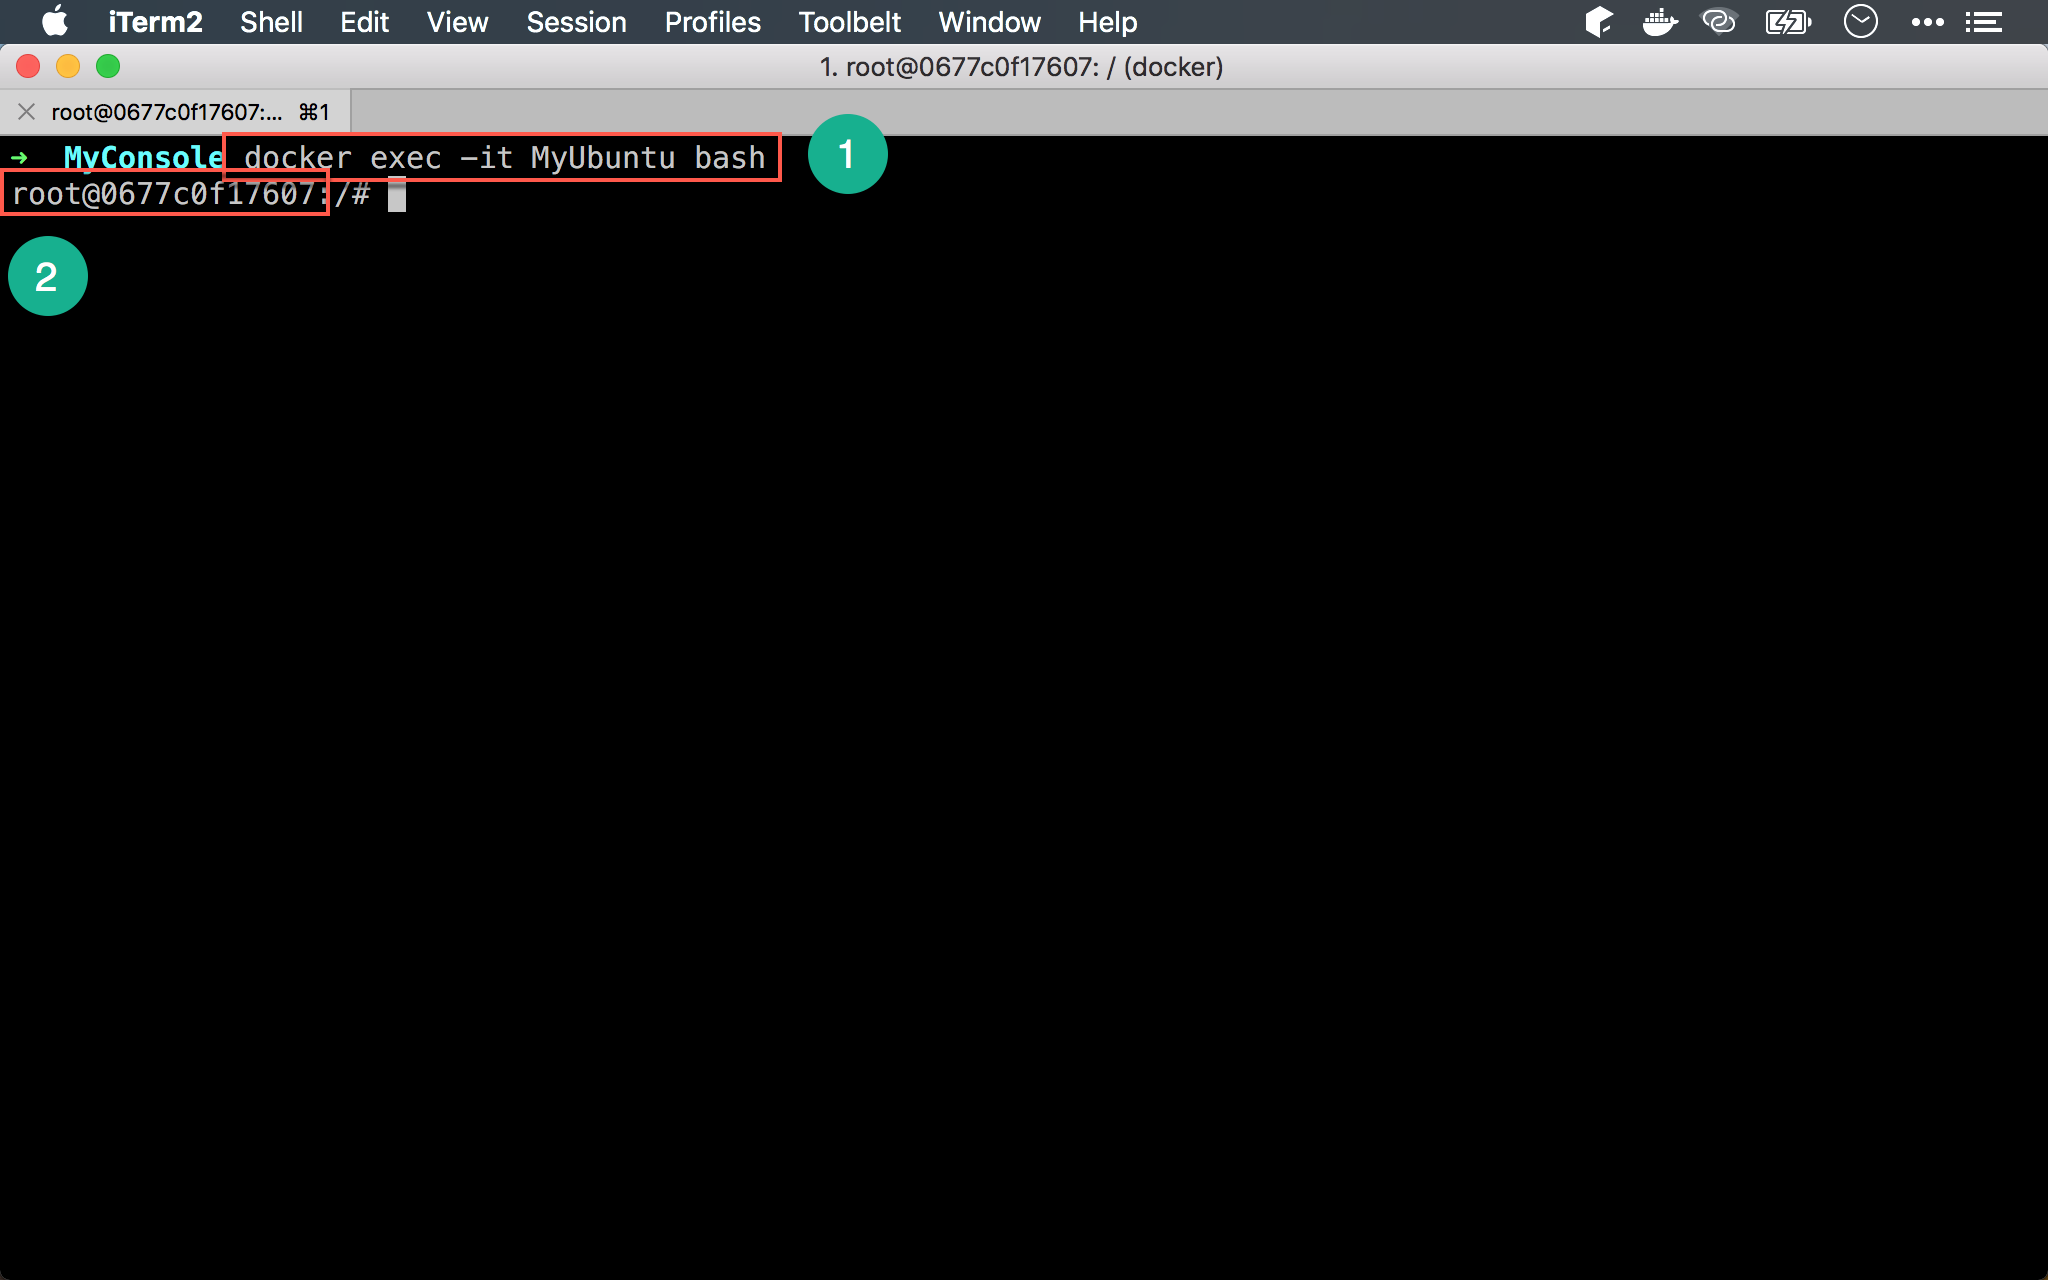 iTerm2 Shell Edit View Session Profiles Toolbelt Window Help
1. root@0677c0f17607: / (docker)
root@0677c0f17607:... ⌘1
➜ MyConsole docker exec -it MyUbuntu bash
1
root@0677c0f17607:/#
2